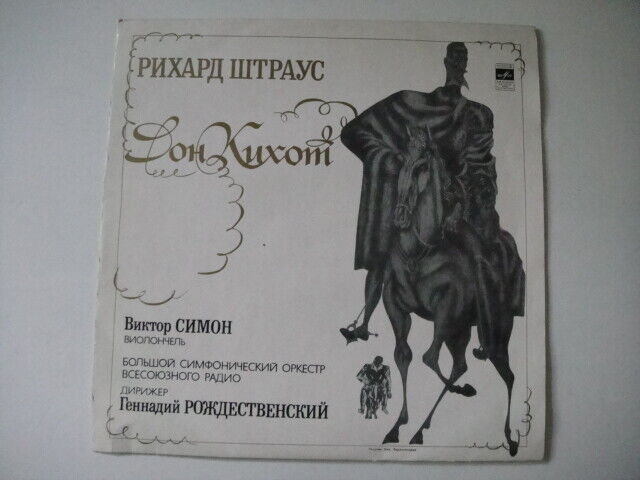 РИХАРД ШТРАУС
Дон Кихот
Виктор СИМОН
ВИОЛОНЧЕЛЬ
БОЛЬШОЙ СИМФОНИЧЕСКИЙ ОРКЕСТР
ВСЕСОЮЗНОГО РАДИО
ДИРИЖЕР
Геннадий РОЖДЕСТВЕНСКИЙ